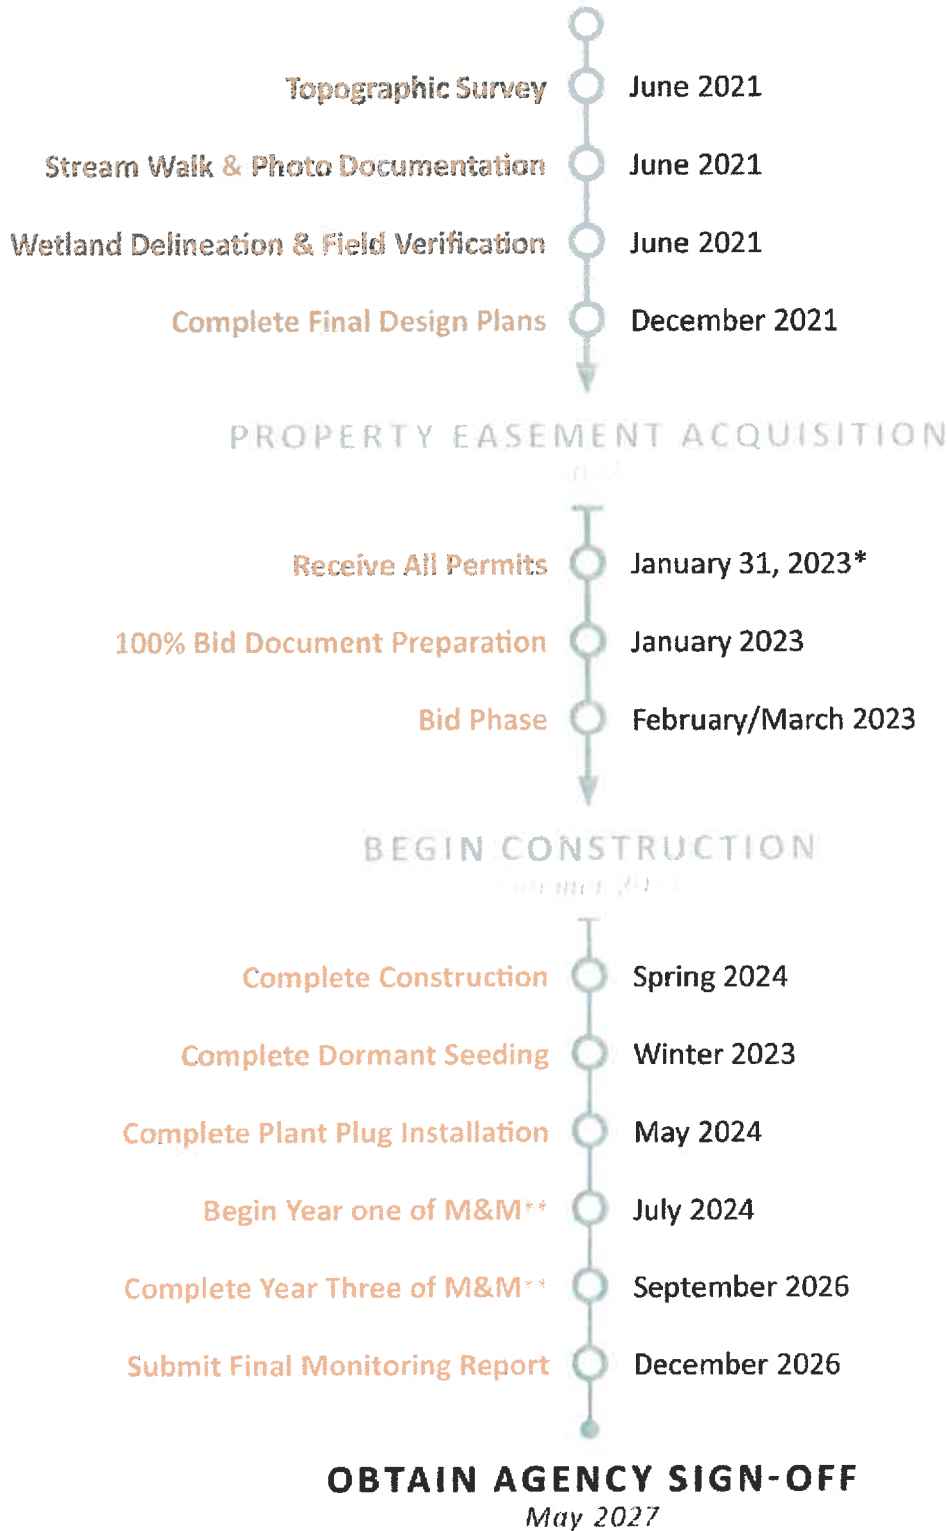 Topographic Survey June 2021
Stream Walk & Photo Documentation June 2021
Wetland Delineation & Field Verification June 2021
Complete Final Design Plans December 2021
PROPERTY EASEMENT ACQUISITION
Receive All Permits January 31, 2023*
100% Bid Document Preparation January 2023
Bid Phase February/March 2023
BEGIN CONSTRUCTION
Complete Construction Spring 2024
Complete Dormant Seeding Winter 2023
Complete Plant Plug Installation May 2024
Begin Year one of M&M** July 2024
Complete Year Three of M&M** September 2026
Submit Final Monitoring Report December 2026
OBTAIN AGENCY SIGN-OFF
May 2027